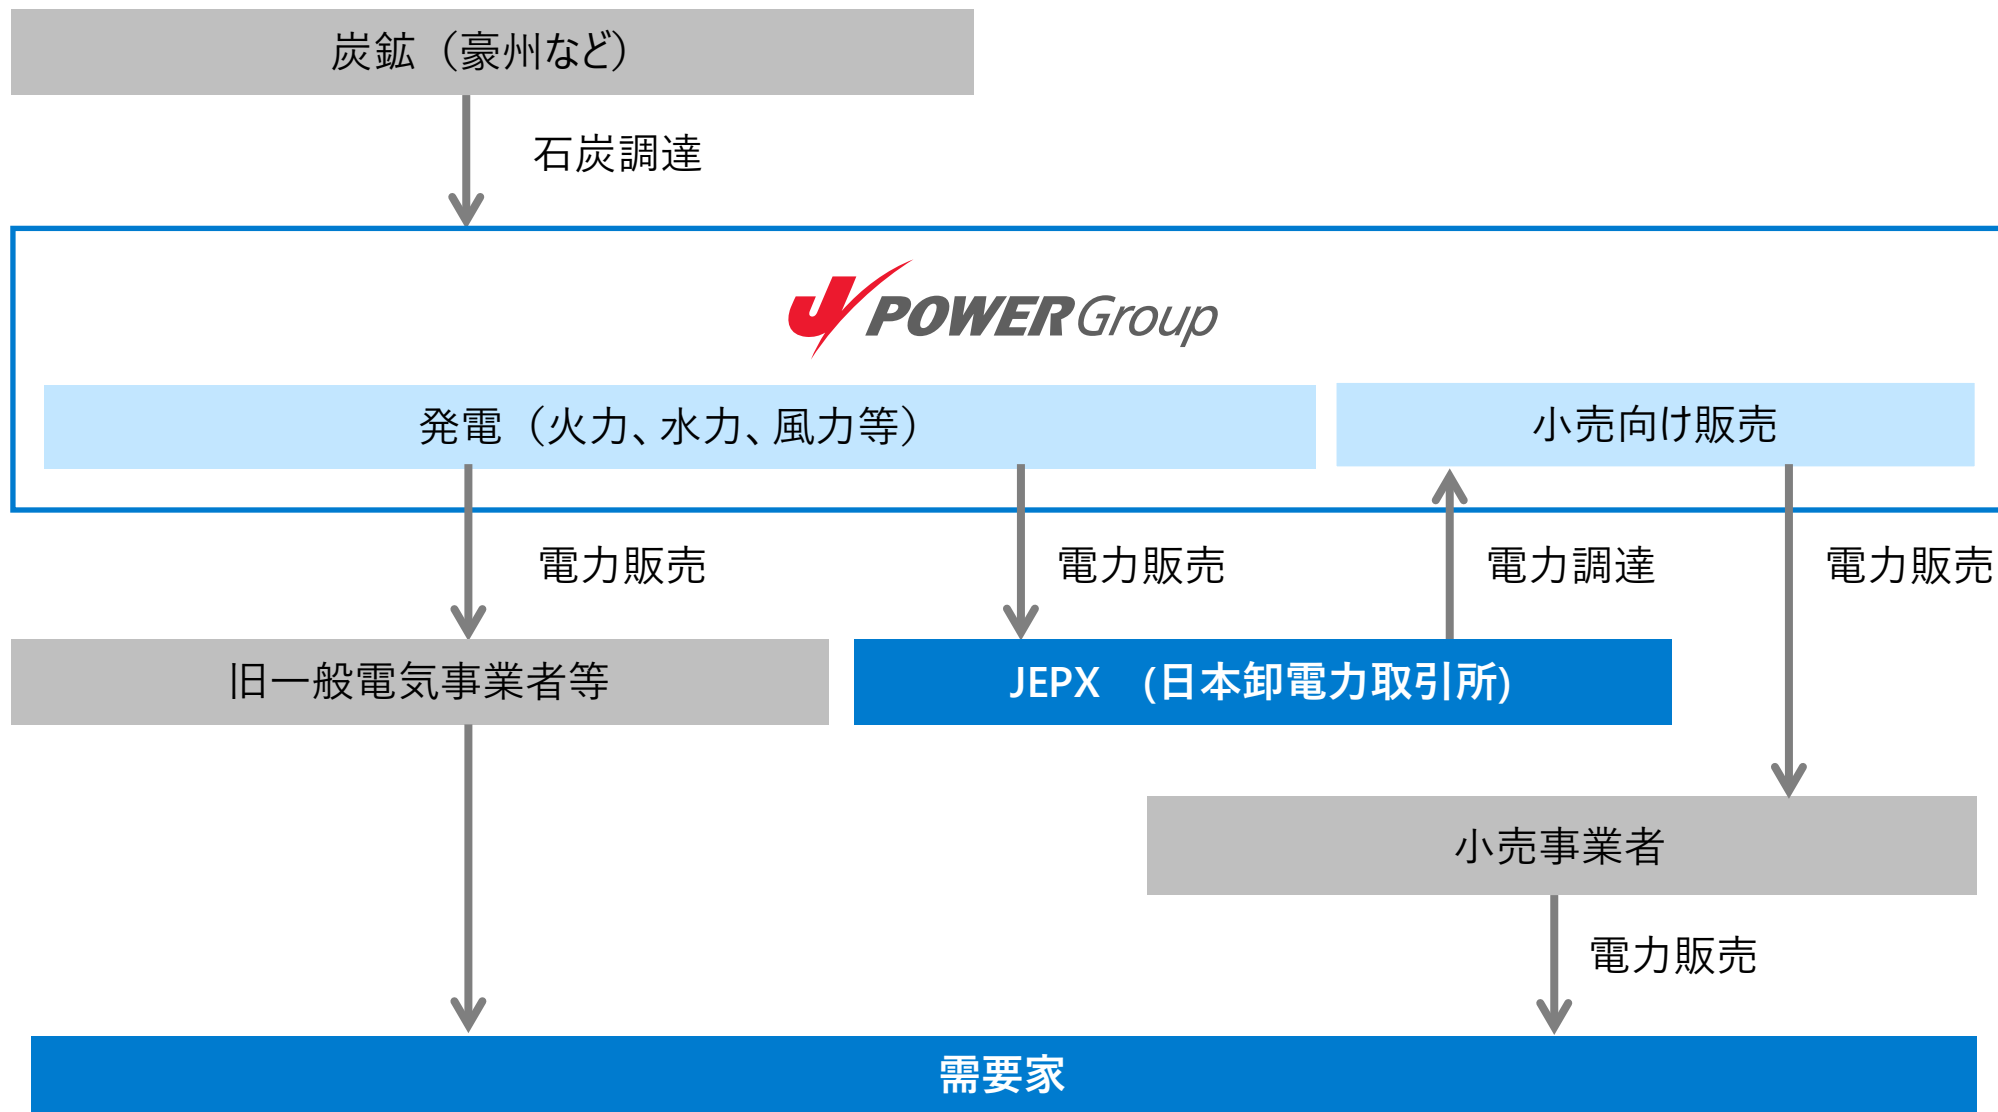 炭鉱（豪州など）
石炭調達
J POWER Group
発電（火力、水力、風力等）
小売向け販売
電力販売
電力販売
電力調達
電力販売
旧一般電気事業者等
JEPX (日本卸電力取引所)
小売事業者
電力販売
需要家